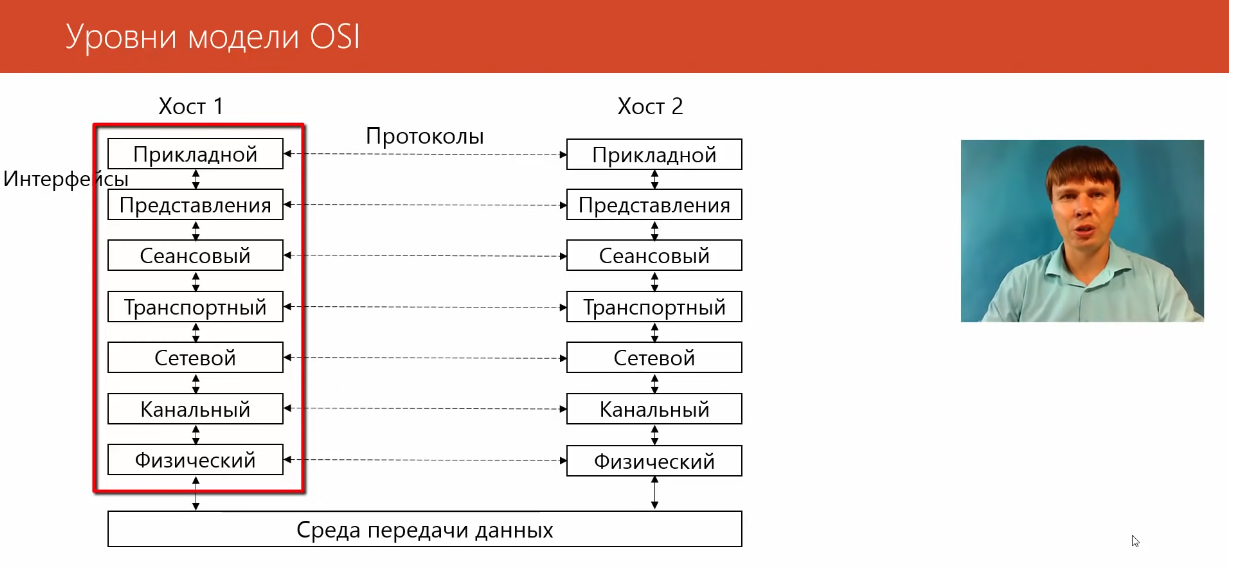 Уровни модели OSI
Хост 1
Хост 2
Протоколы
Интерфейсы
Прикладной
Прикладной
Представления
Представления
Сеансовый
Сеансовый
Транспортный
Транспортный
Сетевой
Сетевой
Канальный
Канальный
Физический
Физический
Среда передачи данных